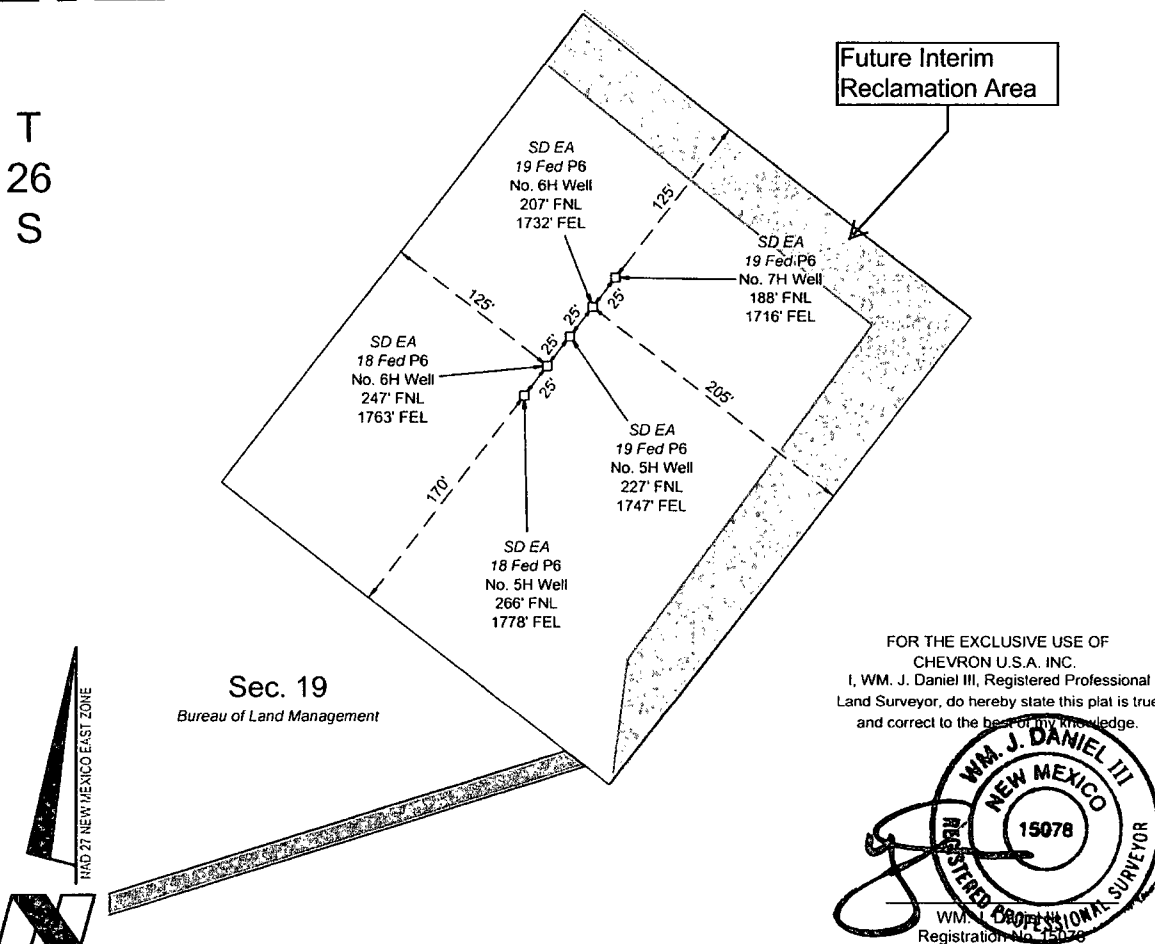 T
26
S
Future Interim
Reclamation Area
SD EA
19 Fed P6
No. 6H Well
207' FNL
1732' FEL
125'
SD EA
19 Fed P6
No. 7H Well
188' FNL
1716' FEL
125'
25'
25'
25'
25'
SD EA
18 Fed P6
No. 6H Well
247' FNL
1763' FEL
205'
SD EA
19 Fed P6
No. 5H Well
227' FNL
1747' FEL
170'
SD EA
18 Fed P6
No. 5H Well
266' FNL
1778' FEL
Sec. 19
Bureau of Land Management
NAD 27 NEW MEXICO EAST ZONE
FOR THE EXCLUSIVE USE OF
CHEVRON U.S.A. INC.
I, WM. J. Daniel III, Registered Professional
Land Surveyor, do hereby state this plat is true
and correct to the best of my knowledge.
WM. J. DANIEL III
NEW MEXICO
15078
REGISTERED PROFESSIONAL SURVEYOR
WM. J. Daniel III
Registration No. 15078